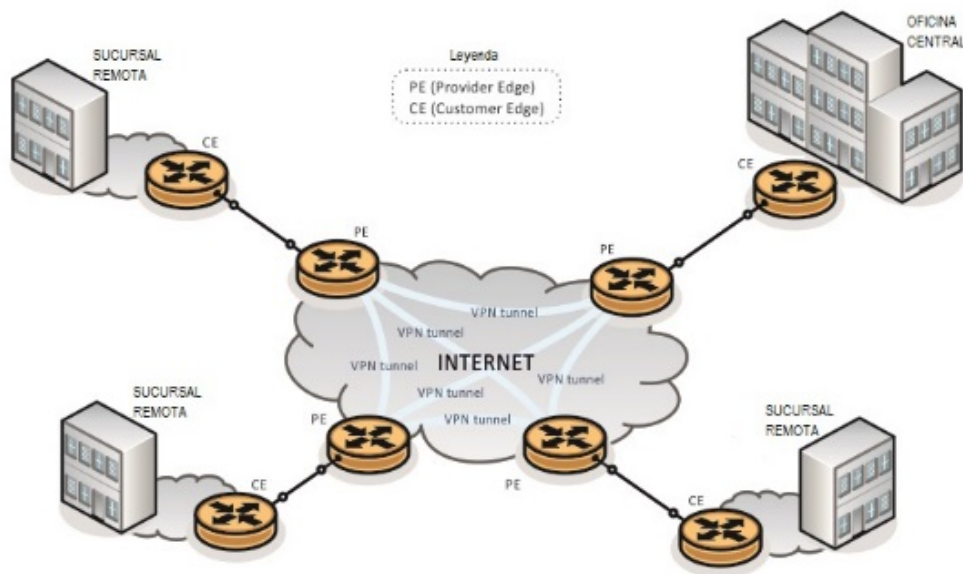 SUCURSAL
REMOTA
CE
Leyenda
PE (Provider Edge)
CE (Customer Edge)
OFICINA
CENTRAL
CE
PE
PE
VPN tunnel
VPN tunnel
VPN tunnel
INTERNET
VPN tunnel
VPN tunnel
VPN tunnel
SUCURSAL
REMOTA
PE
CE
PE
SUCURSAL
REMOTA
CE